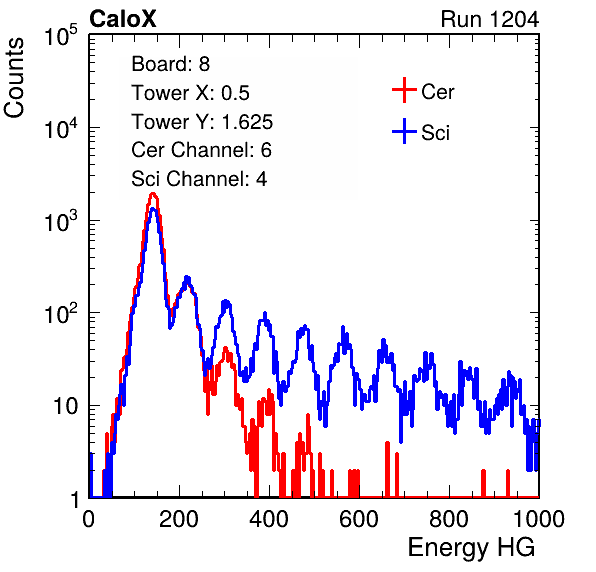 CaloX Run 1204
Counts
Board: 8
Tower X: 0.5
Tower Y: 1.625
Cer Channel: 6
Sci Channel: 4
Cer
Sci
10^5
10^4
10^3
10^2
10
1
0 200 400 600 800 1000
Energy HG